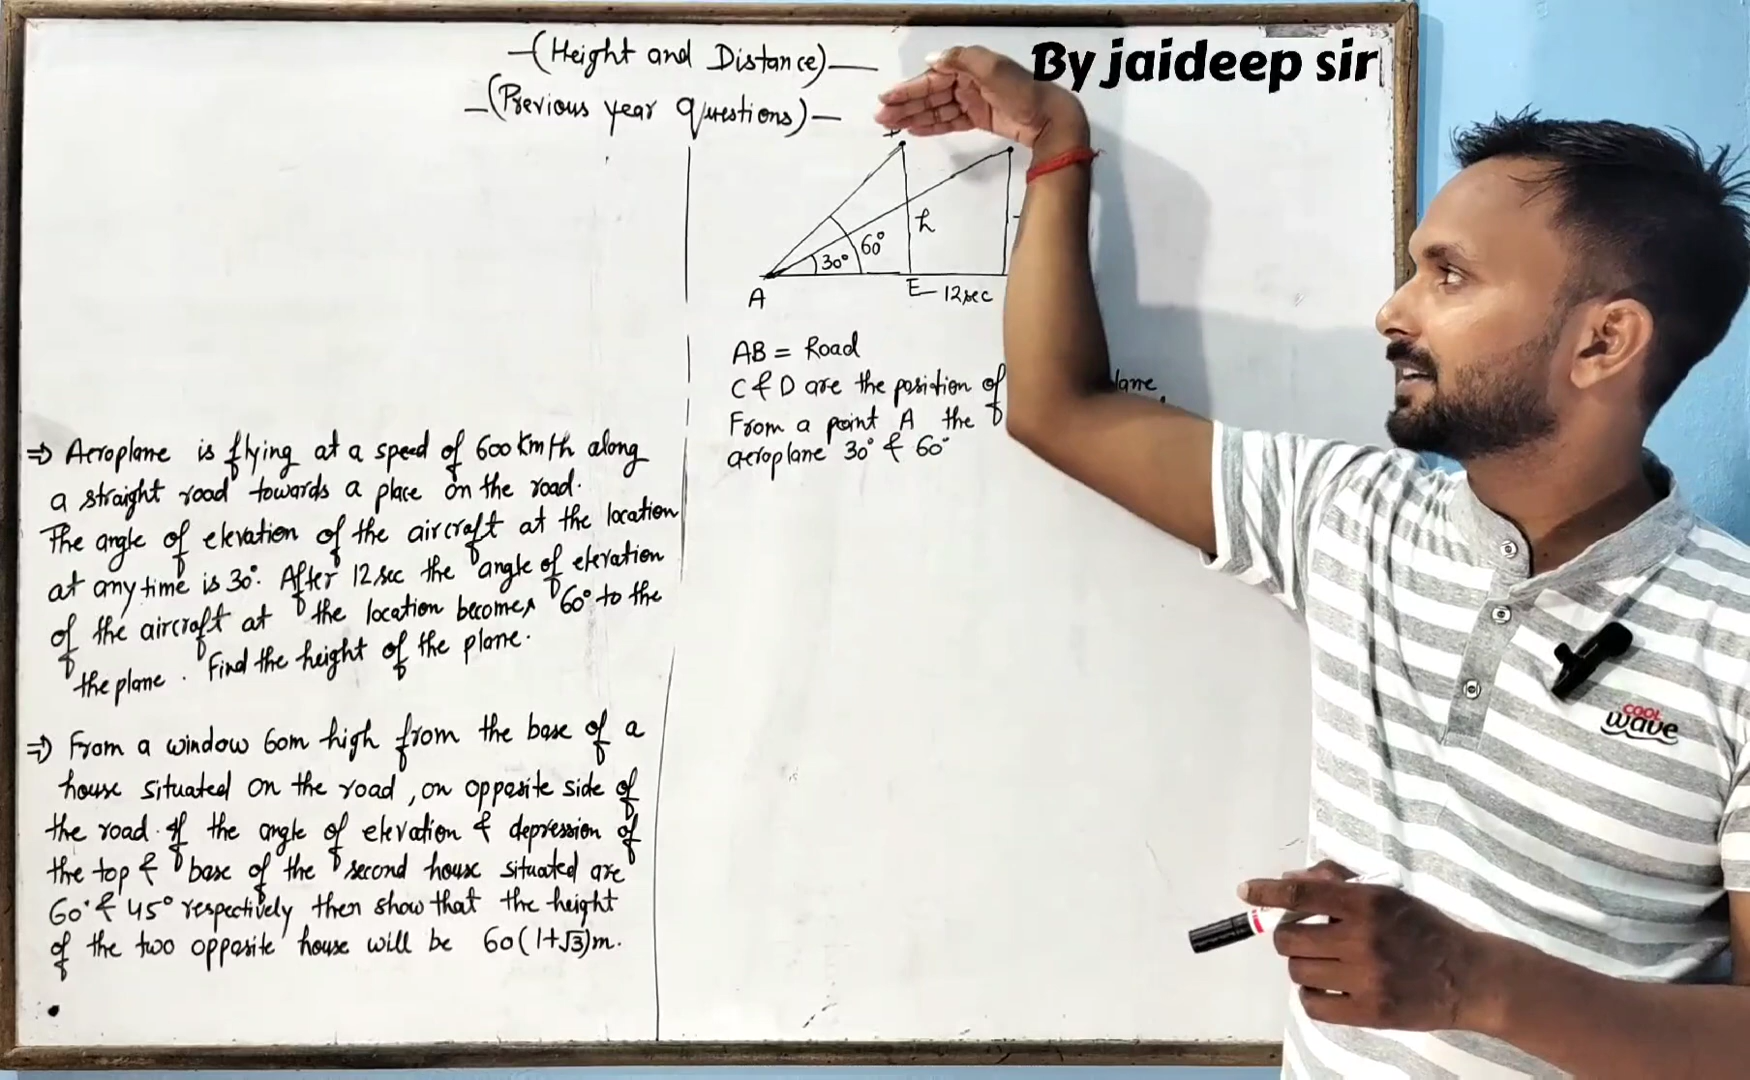 (Height and Distance)
(Previous year Questions)
By jaideep sir
h
60°
30°
A
E 12sec
AB = Road
C & D are the position of
From a point A the
aeroplane 30° & 60°
⇒ Aeroplane is flying at a speed of 600 Km/h along
a straight road towards a place on the road.
The angle of elevation of the aircraft at the location
at any time is 30°. After 12 sec the angle of elevation
of the aircraft at the location becomes 60° to the
the plane. Find the height of the plane.
⇒ From a window 60m high from the base of a
house situated on the road, on opposite side of
the road. If the angle of elevation & depression of
the top & base of the second house situated are
60° & 45° respectively then show that the height
of the two opposite house will be 60(1+√3)m.
COOL
wave